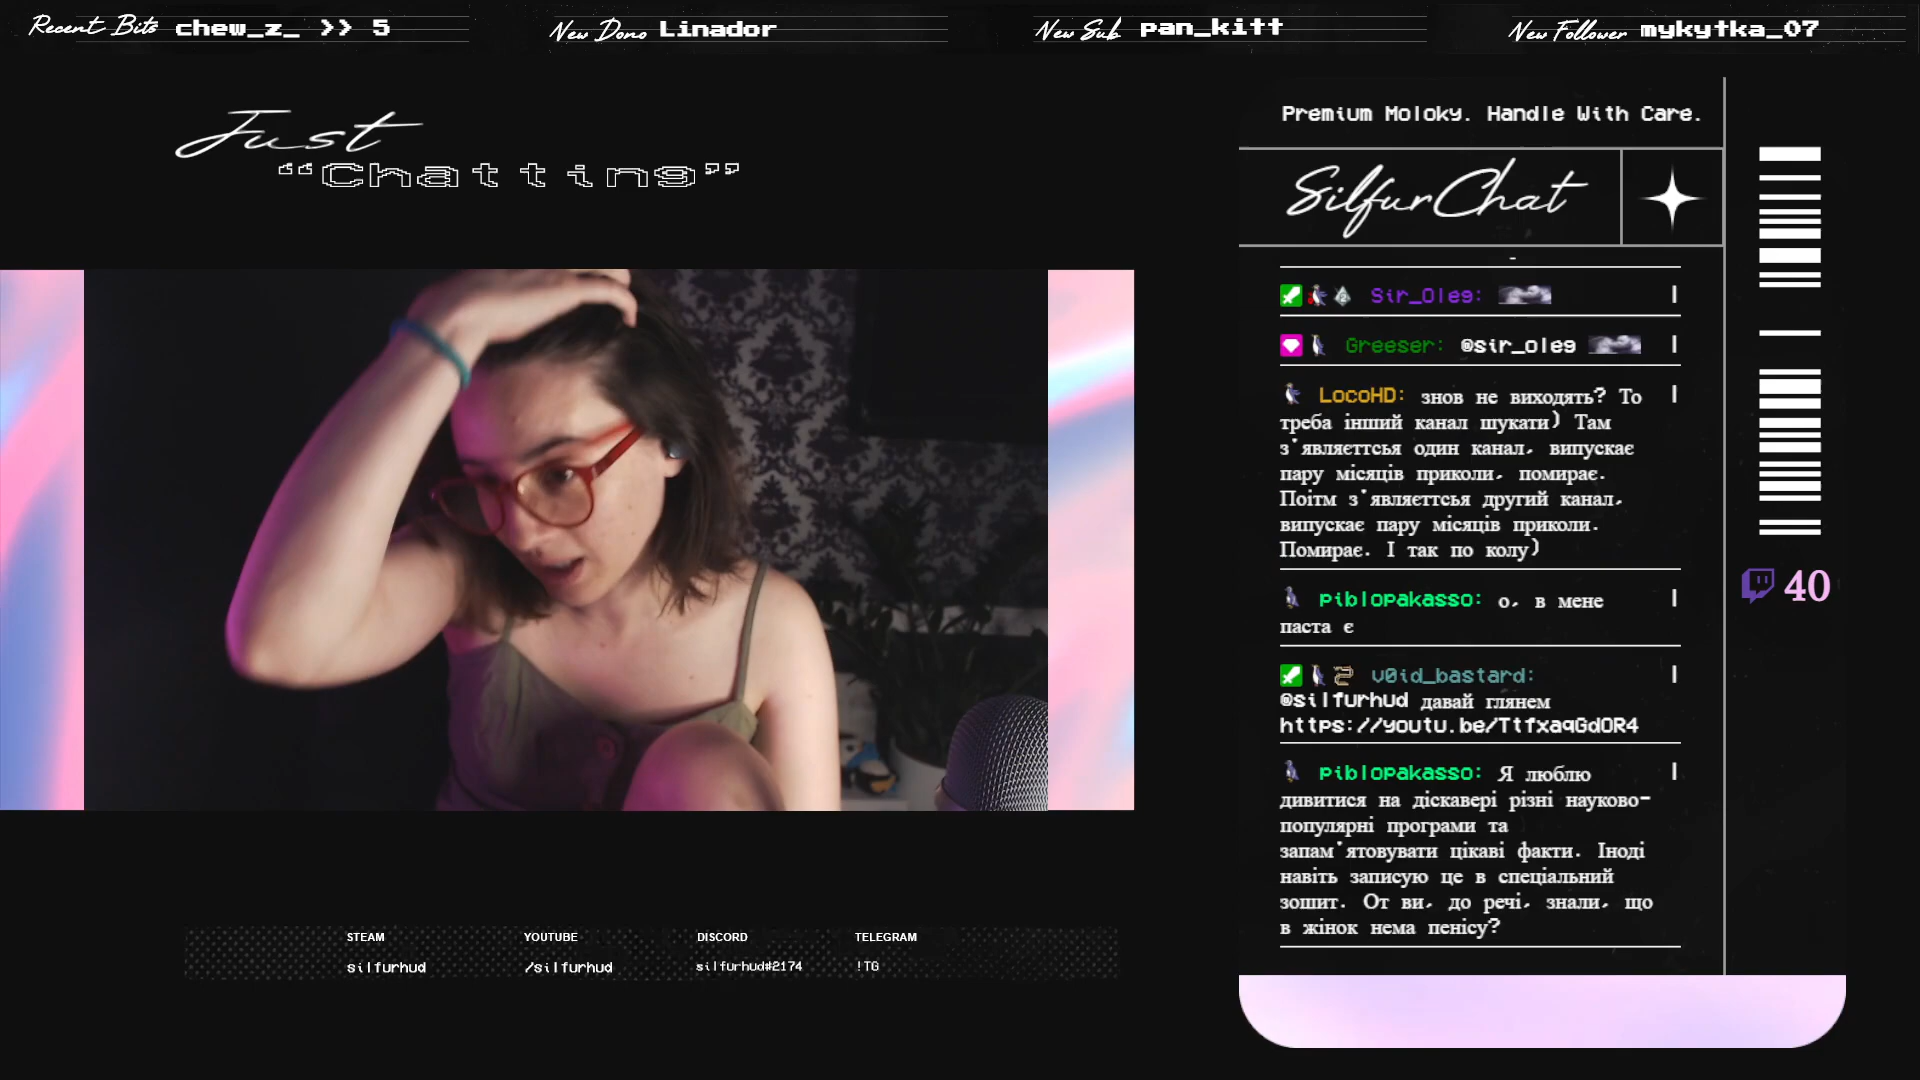 Recent Bits chew_z_ >> 5
New Dono Linador
New Sub pan_kitt
New Follower mykytka_07
Just
“Chatting”
Premium Moloky. Handle With Care.
SilfurChat
Sir_Oleg:
Greeser: @sir_oleg
LocoHD: знов не виходять? То
треба інший канал шукати) Там
з'являєттсья один канал, випускає
пару місяців приколи, помирає.
Поітм з'являєттсья другий канал,
випускає пару місяців приколи.
Помирає. І так по колу)
piblopakasso: о, в мене
паста є
v0id_bastard:
@silfurhud давай глянем
https://youtu.be/TtfxaqGdOR4
piblopakasso: Я люблю
дивитися на діскавері різні науково-
популярні програми та
запам'ятовувати цікаві факти. Іноді
навіть записую це в спеціальний
зошит. От ви, до речі, знали, що
в жінок нема пенісу?
40
STEAM
silfurhud
YOUTUBE
/silfurhud
DISCORD
silfurhud#2174
TELEGRAM
!TG